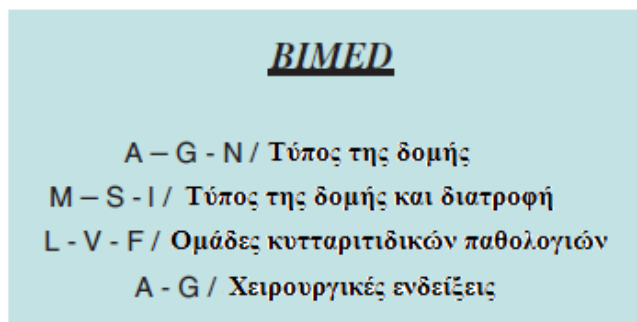 BIMED
A – G - N / Τύπος της δομής
M – S - I / Τύπος της δομής και διατροφή
L - V - F / Ομάδες κυτταριτιδικών παθολογιών
A - G / Χειρουργικές ενδείξεις